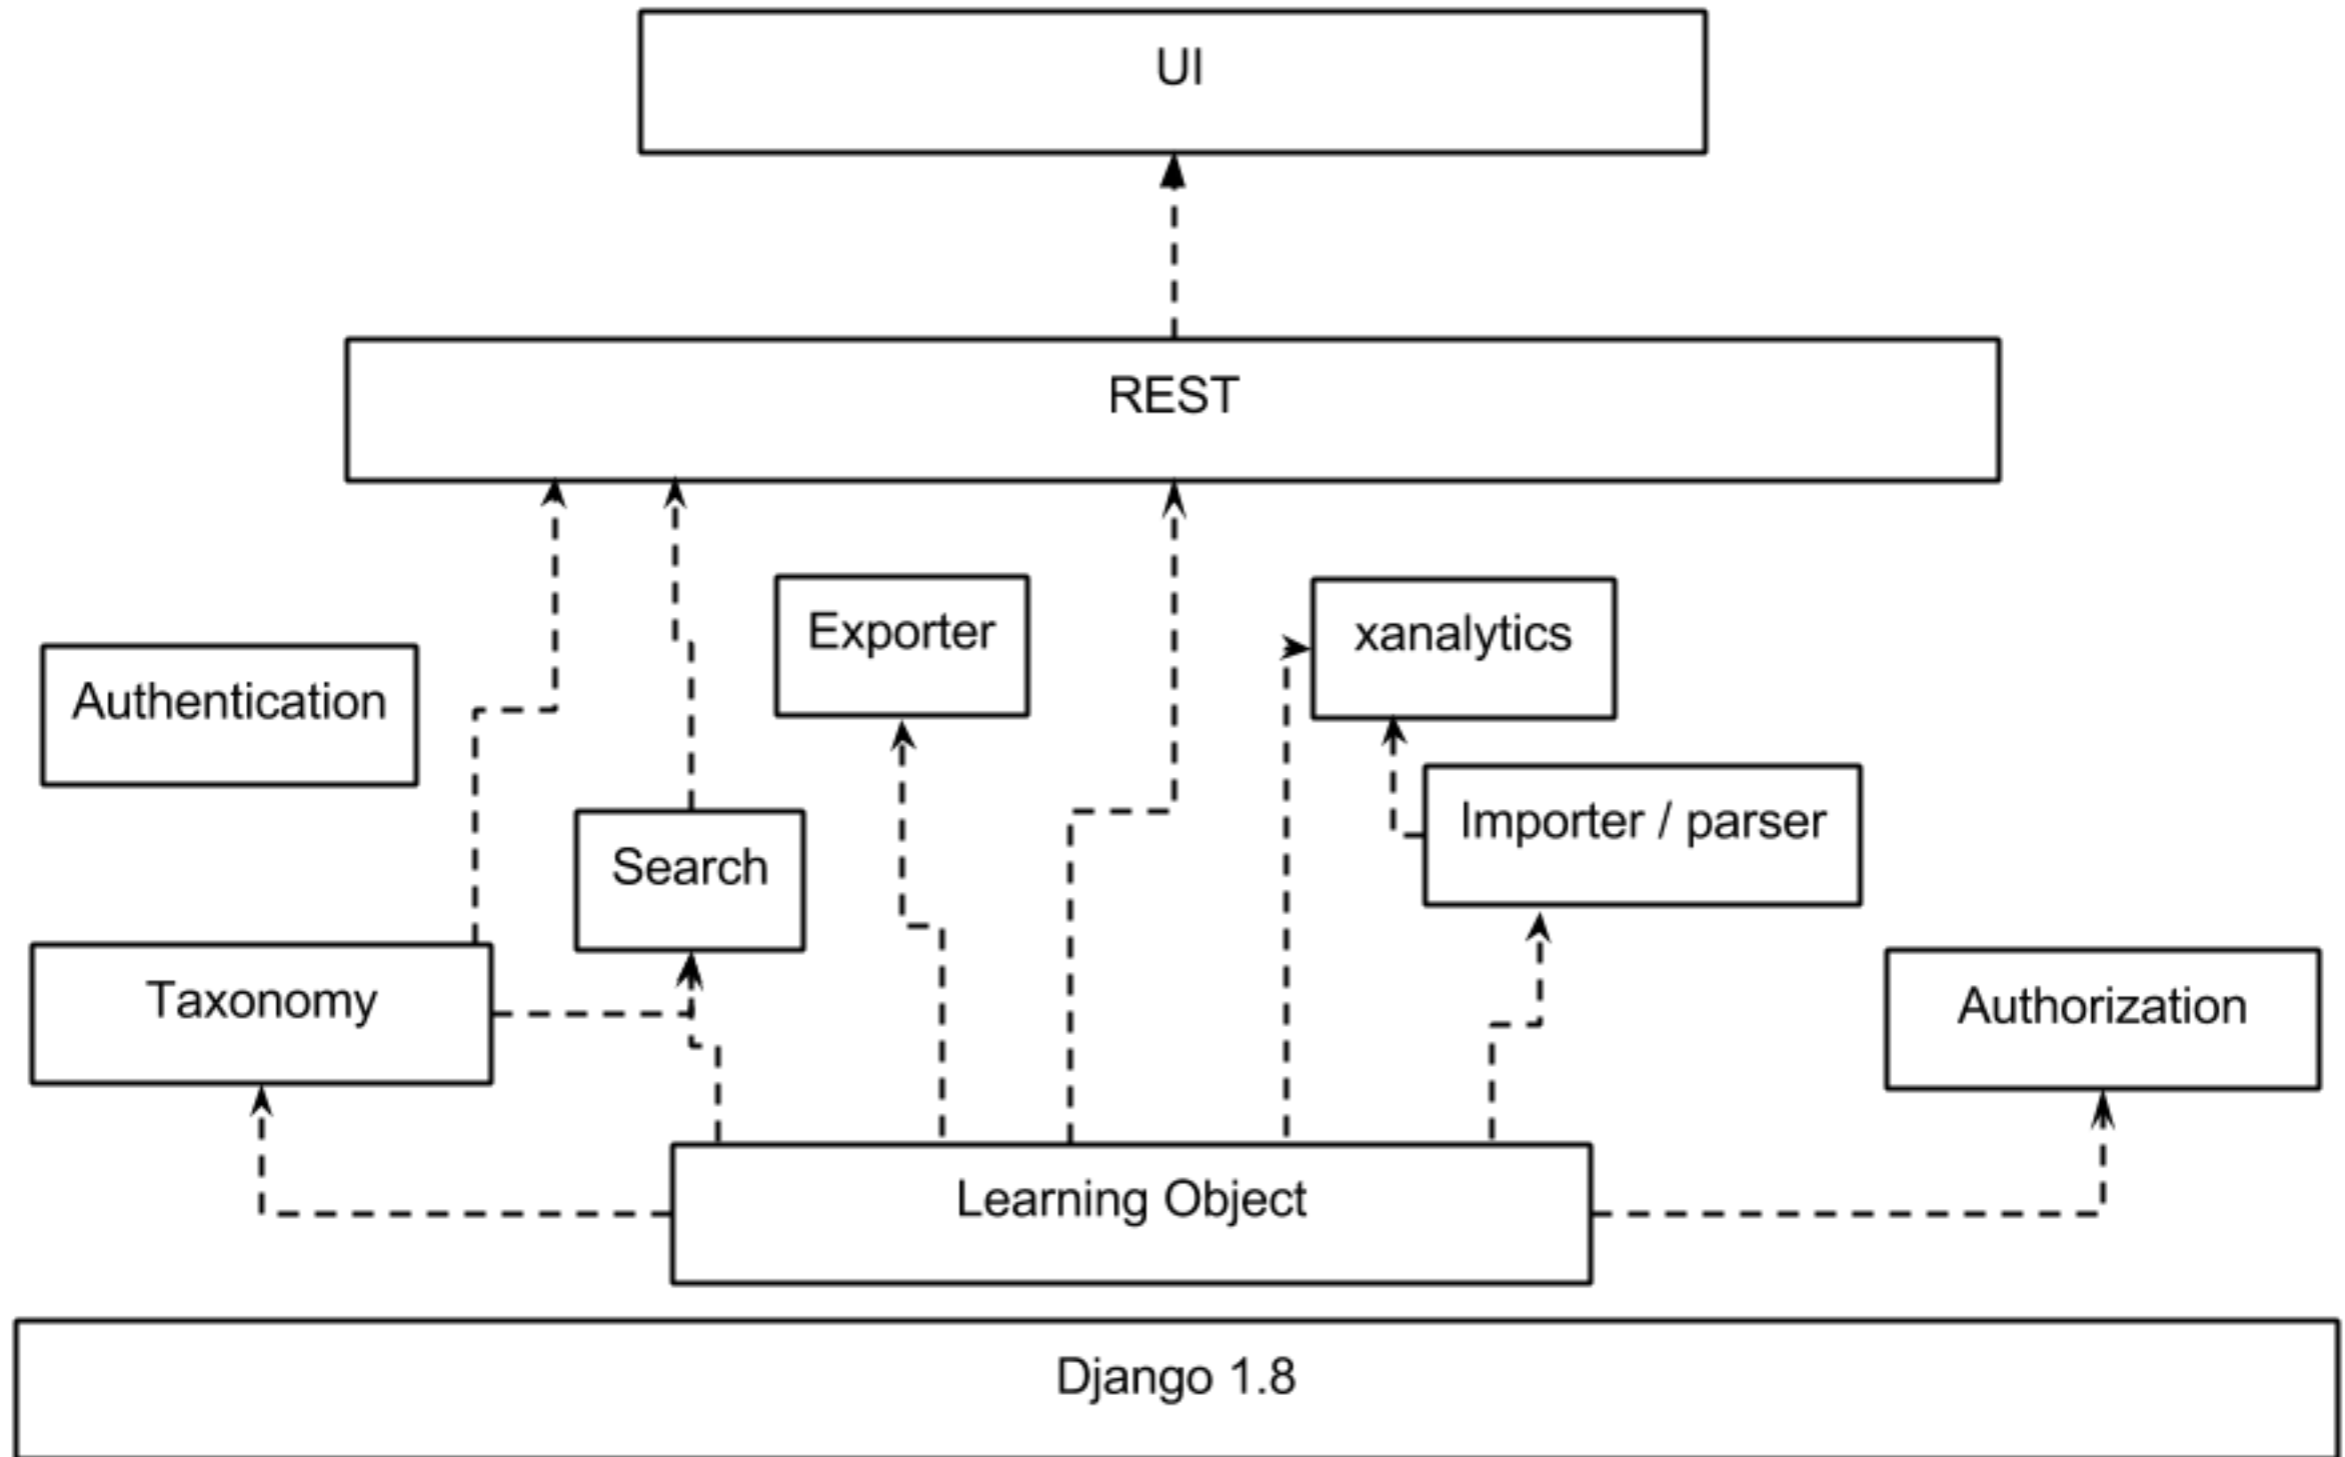 UI
REST
Exporter
xanalytics
Authentication
Importer / parser
Search
Taxonomy
Authorization
Learning Object
Django 1.8